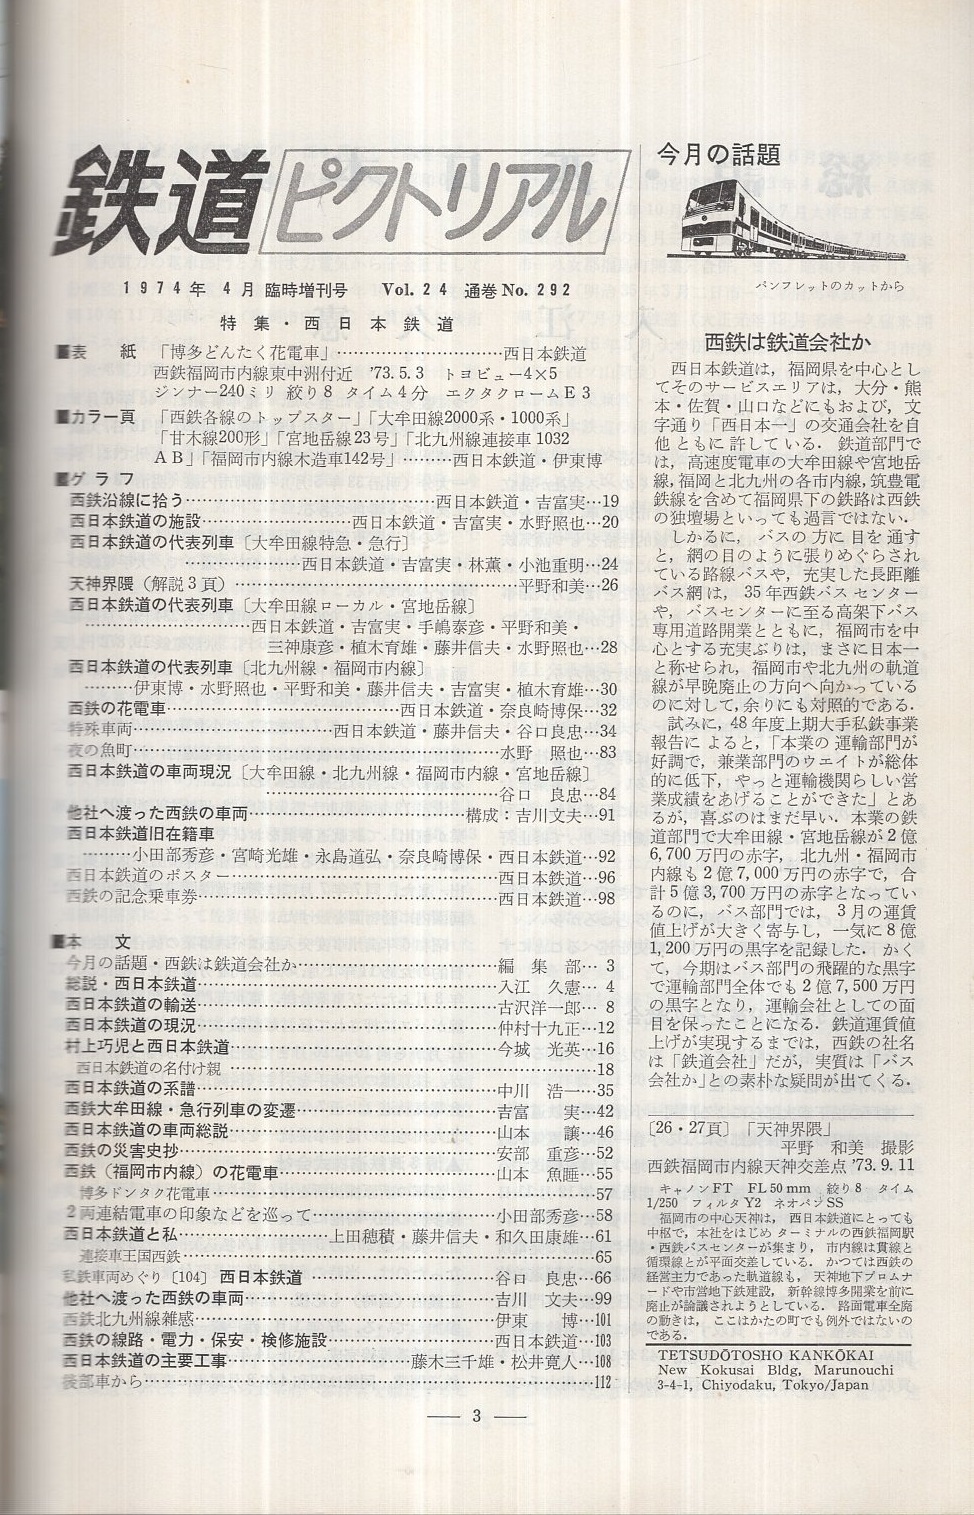 鉄道ピクトリアル
1974年 4月 臨時増刊号　Vol.24 通巻No.292
特集・西日本鉄道
■表　紙　「博多どんたく花電車」……………………西日本鉄道
西鉄福岡市内線東中洲付近　'73.5.3　トヨビュー4×5
ジンナー240ミリ 絞り8 タイム4分　エクタクロームE3
■カラー頁　「西鉄各線のトップスター」「大牟田線2000系・1000系」
「甘木線200形」「宮地岳線23号」「北九州線連接車1032
AB」「福岡市内線木造車142号」………西日本鉄道・伊東博
■グラフ
西鉄沿線に拾う……………………西日本鉄道・吉富実…19
西日本鉄道の施設………………西日本鉄道・吉富実・水野照也…20
西日本鉄道の代表列車〔大牟田線特急・急行〕
……………西日本鉄道・吉富実・林薫・小池重明…24
天神界隈（解説3頁）……………………………平野和美…26
西日本鉄道の代表列車〔大牟田線ローカル・宮地岳線〕
……………………西日本鉄道・吉富実・手嶋泰彦・平野和美・
三神康彦・植木育雄・藤井信夫・水野照也…28
西日本鉄道の代表列車〔北九州線・福岡市内線〕
………伊東博・水野照也・平野和美・藤井信夫・吉富実・植木育雄…30
西鉄の花電車……………………………西日本鉄道・奈良崎博保…32
特殊車両………………………西日本鉄道・藤井信夫・谷口良忠…34
夜の魚町……………………………………………水野　照也…83
西日本鉄道の車両現況〔大牟田線・北九州線・福岡市内線・宮地岳線〕
……………………………谷口　良忠…84
他社へ渡った西鉄の車両…………………………構成：吉川文夫…91
西日本鉄道旧在籍車
………小田部秀彦・宮崎光雄・永島道弘・奈良崎博保・西日本鉄道…92
西日本鉄道のポスター………………………………西日本鉄道…96
西鉄の記念乗車券……………………………………西日本鉄道…98
■本　　文
今月の話題・西鉄は鉄道会社か………………………編　集　部… 3
総説・西日本鉄道………………………………………入江　久憲… 4
西日本鉄道の輸送………………………………………古沢洋一郎… 8
西日本鉄道の現況………………………………………仲村十九正…12
村上巧児と西日本鉄道…………………………………今城　光英…16
西日本鉄道の名付け親……………………………………………18
西日本鉄道の系譜………………………………………中川　浩一…35
西鉄大牟田線・急行列車の変遷………………………吉富　　実…42
西日本鉄道の車両総説…………………………………山本　　譲…46
西鉄の災害史抄…………………………………………安部　重彦…52
西鉄（福岡市内線）の花電車…………………………山本　魚睡…55
博多ドンタク花電車………………………………………………57
2両連結電車の印象などを巡って……………………小田部秀彦…58
西日本鉄道と私………………上田穂積・藤井信夫・和久田康雄…61
連接車王国西鉄……………………………………………………65
私鉄車両めぐり〔104〕 西日本鉄道 …………………谷口　良忠…66
他社へ渡った西鉄の車両………………………………吉川　文夫…99
西鉄北九州線雑感………………………………………伊東　　博…101
西鉄の線路・電力・保安・検修施設…………………西日本鉄道…103
西日本鉄道の主要工事…………………………藤木三千雄・松井寛人…108
後部車から…………………………………………………………112
今月の話題
パンフレットのカットから
西鉄は鉄道会社か
西日本鉄道は，福岡県を中心とし
てそのサービスエリアは，大分・熊
本・佐賀・山口などにもおよび，文
字通り「西日本一」の交通会社を自
他ともに許している．鉄道部門で
は，高速度電車の大牟田線や宮地岳
線，福岡と北九州の各市内線，筑豊電
鉄線を含めて福岡県下の鉄路は西鉄
の独壇場といっても過言ではない．
しかるに，バスの方に目を通す
と，網の目のように張りめぐらされ
ている路線バスや，充実した長距離
バス網は，35年西鉄バスセンター
や，バスセンターに至る高架下バス
専用道路開業とともに，福岡市を中
心とする充実ぶりは，まさに日本一
と称せられ，福岡市や北九州の軌道
線が早晩廃止の方向へ向かっている
のに対して，余りにも対照的である．
試みに，48年度上期大手私鉄事業
報告によると，「本業の運輸部門が
好調で，兼業部門のウエイトが総体
的に低下，やっと運輸機関らしい営
業成績をあげることができた」とあ
るが，喜ぶのはまだ早い．本業の鉄
道部門で大牟田線・宮地岳線が2億
6,700万円の赤字，北九州・福岡市
内線も2億7,000万円の赤字で，合
計5億3,700万円の赤字となってい
るのに，バス部門では，3月の運賃
値上げが大きく寄与し，一気に8億
1,200万円の黒字を記録した．かく
て，今期はバス部門の飛躍的な黒字
で運輸部門全体でも2億7,500万円
の黒字となり，運輸会社としての面
目を保ったことになる．鉄道運賃値
上げが実現するまでは，西鉄の社名
は「鉄道会社」だが，実質は「バス
会社か」との素朴な疑問が出てくる．
〔26・27頁〕「天神界隈」
平野　和美　撮影
西鉄福岡市内線天神交差点 '73.9.11
キャノンFT　FL50mm　絞り8　タイム
1/250　フィルタY2　ネオパンSS
福岡市の中心天神は，西日本鉄道にとっても
中枢で，本社をはじめターミナルの西鉄福岡駅
・西鉄バスセンターが集まり，市内線は貫線と
循環線とが平面交差している．かつては西鉄の
経営主力であった軌道線も，天神地下プロムナ
ードや市営地下鉄建設，新幹線博多開業を前に
廃止が論議されようとしている．路面電車全廃
の動きは，ここはかたの町でも例外ではないの
である．
TETSUDŌTOSHO KANKŌKAI
New Kokusai Bldg, Marunouchi
3-4-1, Chiyodaku, Tokyo/Japan
― 3 ―